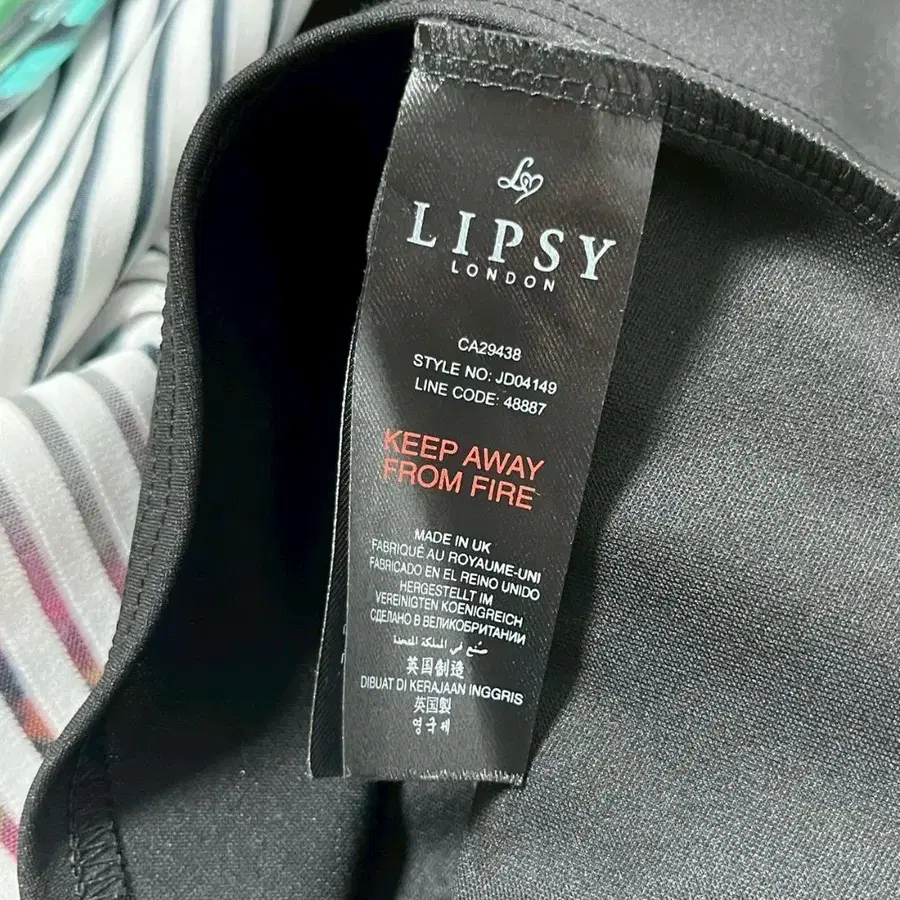 LIPSY
LONDON
CA29438
STYLE NO: JD04149
LINE CODE: 48887
KEEP AWAY
FROM FIRE
MADE IN UK
FABRIQUÉ AU ROYAUME-UNI
FABRICADO EN EL REINO UNIDO
HERGESTELLT IM
VEREINIGTEN KOENIGREICH
СДЕЛАНО В ВЕЛИКОБРИТАНИИ
صنع في المملكة المتحدة
英国制造
DIBUAT DI KERAJAAN INGGRIS
英国製
영국제